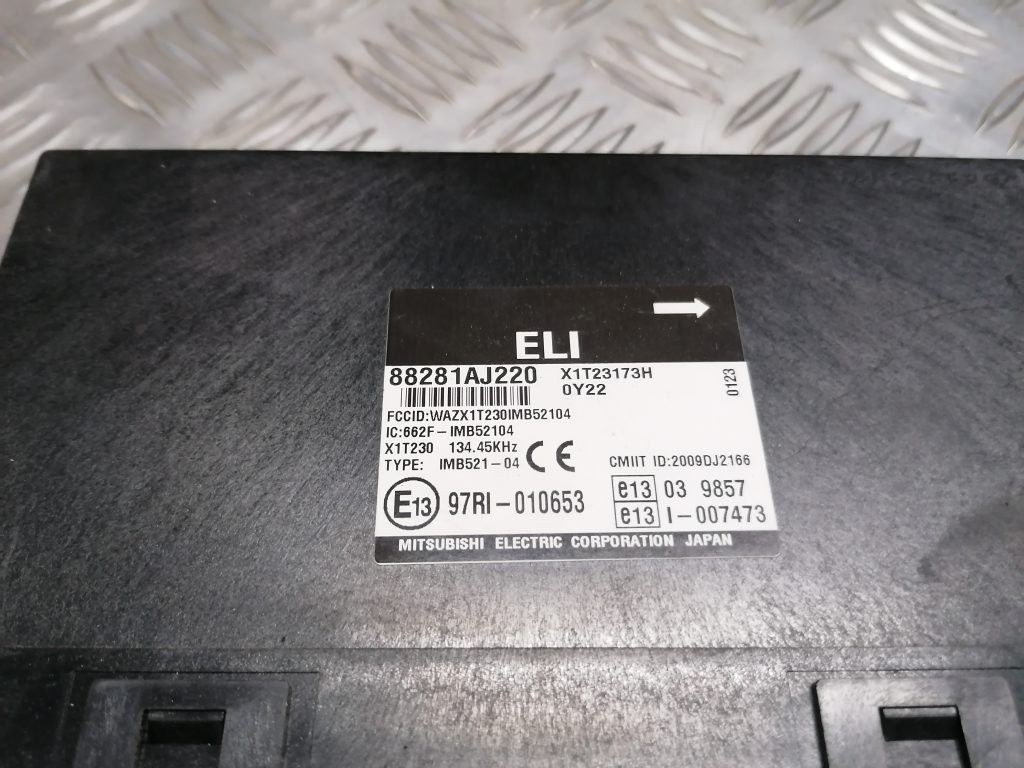 ELI
88281AJ220 X1T23173H
0Y22
0123
FCCID:WAZX1T230IMB52104
IC:662F-IMB52104
X1T230 134.45KHz
TYPE: IMB521-04 CE
CMIIT ID:2009DJ2166
E13 97RI-010653
e13 03 9857
e13 I-007473
MITSUBISHI ELECTRIC CORPORATION JAPAN